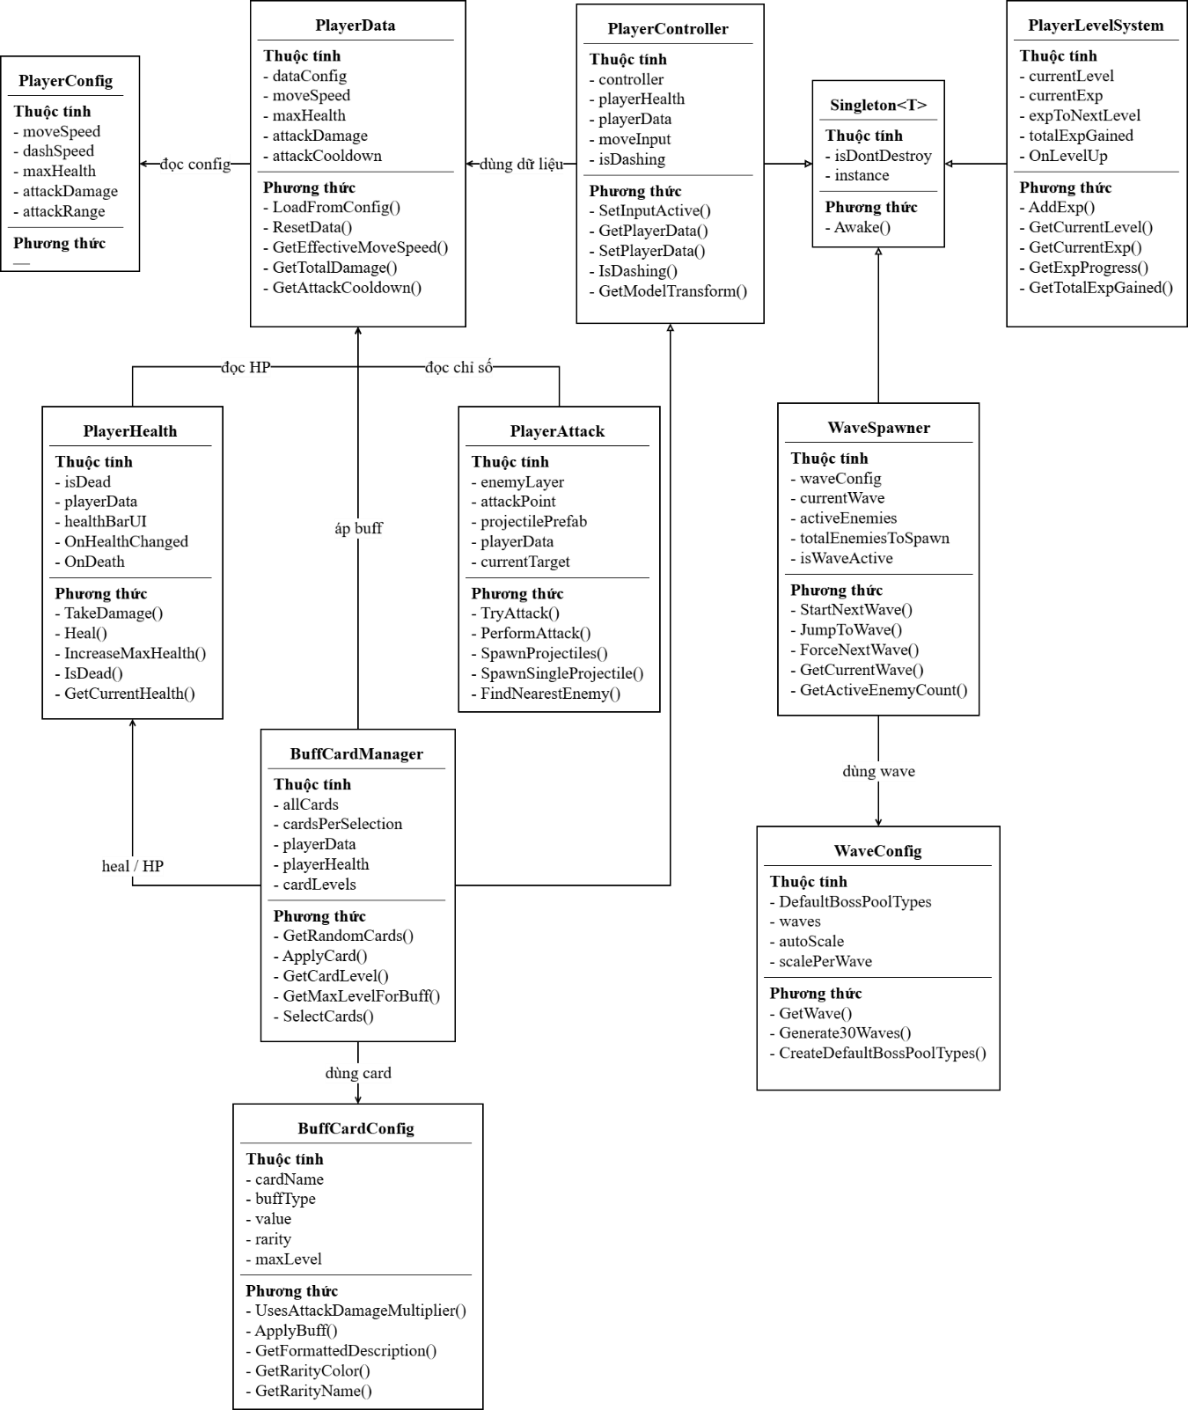 PlayerConfig
Thuộc tính
- moveSpeed
- dashSpeed
- maxHealth
- attackDamage
- attackRange
Phương thức
—
đọc config
PlayerData
Thuộc tính
- dataConfig
- moveSpeed
- maxHealth
- attackDamage
- attackCooldown
Phương thức
- LoadFromConfig()
- ResetData()
- GetEffectiveMoveSpeed()
- GetTotalDamage()
- GetAttackCooldown()
dùng dữ liệu
PlayerController
Thuộc tính
- controller
- playerHealth
- playerData
- moveInput
- isDashing
Phương thức
- SetInputActive()
- GetPlayerData()
- SetPlayerData()
- IsDashing()
- GetModelTransform()
Singleton<T>
Thuộc tính
- isDontDestroy
- instance
Phương thức
- Awake()
PlayerLevelSystem
Thuộc tính
- currentLevel
- currentExp
- expToNextLevel
- totalExpGained
- OnLevelUp
Phương thức
- AddExp()
- GetCurrentLevel()
- GetCurrentExp()
- GetExpProgress()
- GetTotalExpGained()
đọc HP
đọc chỉ số
PlayerHealth
Thuộc tính
- isDead
- playerData
- healthBarUI
- OnHealthChanged
- OnDeath
Phương thức
- TakeDamage()
- Heal()
- IncreaseMaxHealth()
- IsDead()
- GetCurrentHealth()
áp buff
PlayerAttack
Thuộc tính
- enemyLayer
- attackPoint
- projectilePrefab
- playerData
- currentTarget
Phương thức
- TryAttack()
- PerformAttack()
- SpawnProjectiles()
- SpawnSingleProjectile()
- FindNearestEnemy()
WaveSpawner
Thuộc tính
- waveConfig
- currentWave
- activeEnemies
- totalEnemiesToSpawn
- isWaveActive
Phương thức
- StartNextWave()
- JumpToWave()
- ForceNextWave()
- GetCurrentWave()
- GetActiveEnemyCount()
dùng wave
heal / HP
BuffCardManager
Thuộc tính
- allCards
- cardsPerSelection
- playerData
- playerHealth
- cardLevels
Phương thức
- GetRandomCards()
- ApplyCard()
- GetCardLevel()
- GetMaxLevelForBuff()
- SelectCards()
WaveConfig
Thuộc tính
- DefaultBossPoolTypes
- waves
- autoScale
- scalePerWave
Phương thức
- GetWave()
- Generate30Waves()
- CreateDefaultBossPoolTypes()
dùng card
BuffCardConfig
Thuộc tính
- cardName
- buffType
- value
- rarity
- maxLevel
Phương thức
- UsesAttackDamageMultiplier()
- ApplyBuff()
- GetFormattedDescription()
- GetRarityColor()
- GetRarityName()